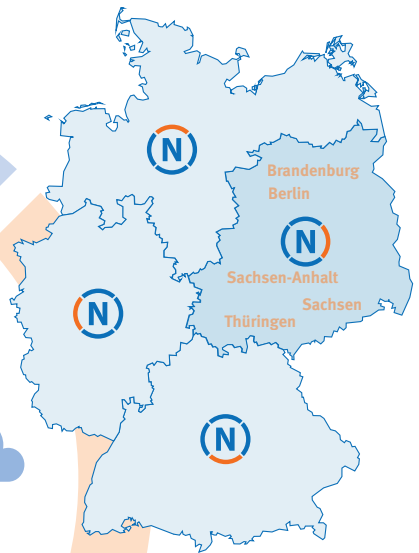 N
Brandenburg
Berlin
N
Sachsen-Anhalt
Sachsen
Thüringen
N
N